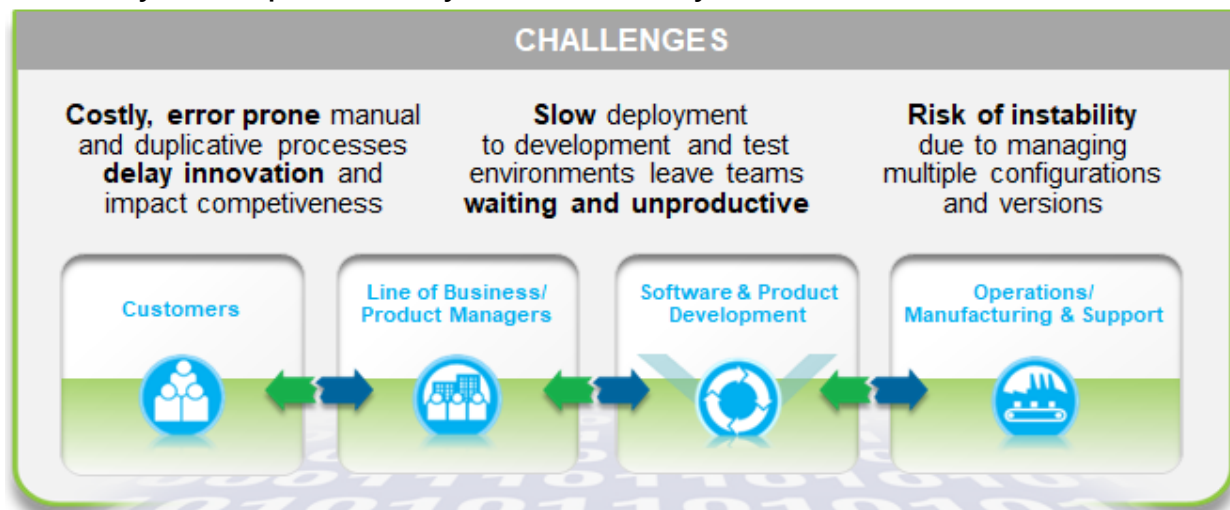 CHALLENGES
Costly, error prone manual
and duplicative processes
delay innovation and
impact competiveness
Slow deployment
to development and test
environments leave teams
waiting and unproductive
Risk of instability
due to managing
multiple configurations
and versions
Customers
Line of Business/
Product Managers
Software & Product
Development
Operations/
Manufacturing & Support